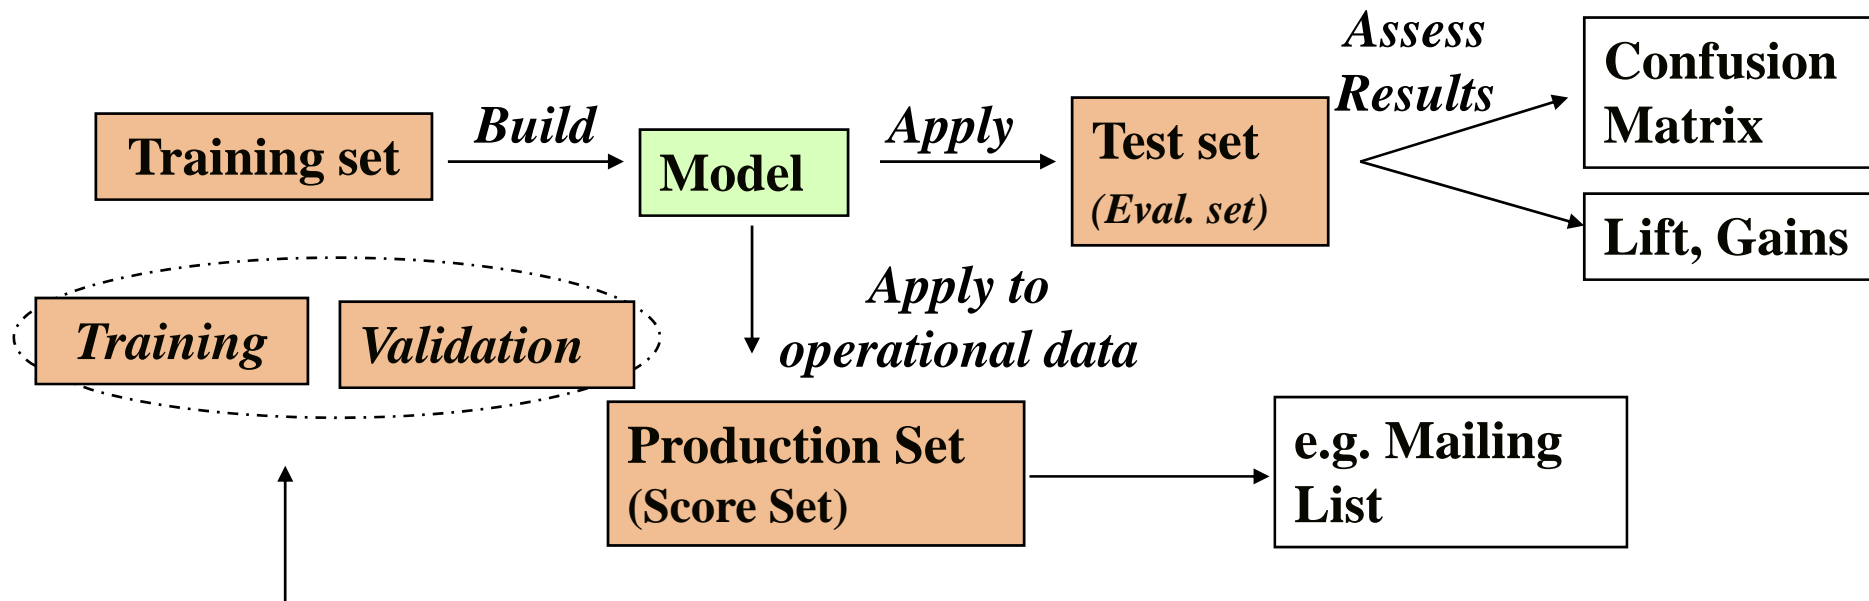 Training set
Build
Model
Apply
Test set
(Eval. set)
Assess
Results
Confusion
Matrix
Lift, Gains
Training
Validation
Apply to
operational data
Production Set
(Score Set)
e.g. Mailing
List